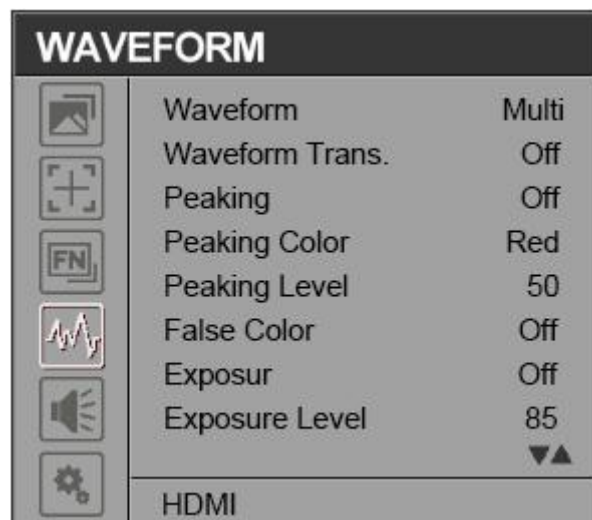 WAVEFORM
Waveform Multi
Waveform Trans. Off
Peaking Off
FN
Peaking Color Red
Peaking Level 50
False Color Off
Exposur Off
Exposure Level 85
HDMI